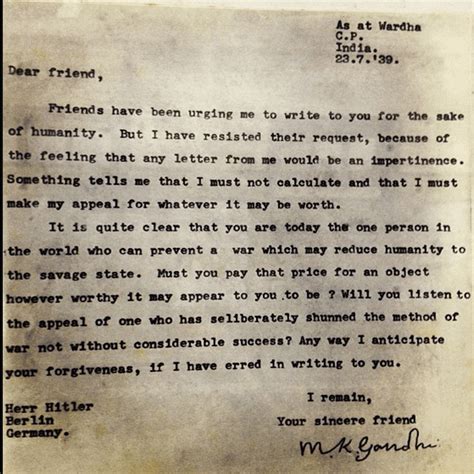 As at Wardha
C.P.
India.
23.7.'39.
Dear friend,
Friends have been urging me to write to you for the sake
of humanity. But I have resisted their request, because of
the feeling that any letter from me would be an impertinence.
Something tells me that I must not calculate and that I must
make my appeal for whatever it may be worth.
It is quite clear that you are today the one person in
the world who can prevent a war which may reduce humanity to
the savage state. Must you pay that price for an object
however worthy it may appear to you to be ? Will you listen to
the appeal of one who has seliberately shunned the method of
war not without considerable success? Any way I anticipate
your forgiveneas, if I have erred in writing to you.
I remain,
Herr Hitler
Berlin
Germany.
Your sincere friend
M.K.Gandhi